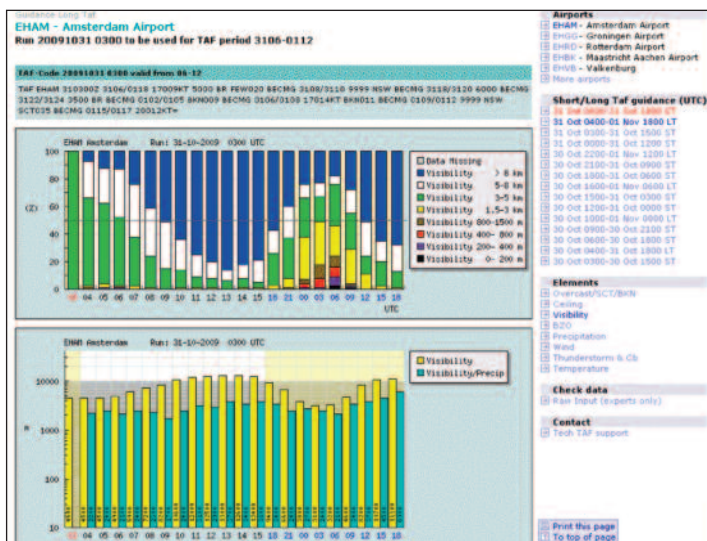 Guidance Long Taf
EHAM - Amsterdam Airport
Run 20091031 0300 to be used for TAF period 3106-0112
TAF-Code 20091031 0300 valid from 06-12
TAF EHAM 310300Z 3106/0112 17009KT 5000 BR FEW020 BECMG 3108/3110 9999 NSW BECMG 3118/3120 6000 BECMG
3122/3124 3500 BR BECMG 0102/0105 BKN009 BECMG 0106/0108 17014KT BKN011 BECMG 0109/0112 9999 NSW
SCT035 BECMG 0115/0117 20012KT=
EHAM Amsterdam Run: 31-10-2009 0300 UTC
(%)
100
80
60
40
20
0
04 05 06 07 08 09 10 11 12 13 14 15 18 21 00 03 06 09 12 15 18
UTC
Data Missing
Visibility > 8 km
Visibility 5-8 km
Visibility 3-5 km
Visibility 1.5-3 km
Visibility 800-1500 m
Visibility 400- 800 m
Visibility 200- 400 m
Visibility 0- 200 m
EHAM Amsterdam Run: 31-10-2009 0300 UTC
m
10000
1000
100
10
04 05 06 07 08 09 10 11 12 13 14 15 18 21 00 03 06 09 12 15 18
Visibility
Visibility/Precip
Airports
EHAM - Amsterdam Airport
EHGG - Groningen Airport
EHRD - Rotterdam Airport
EHBK - Maastricht Aachen Airport
EHVB - Valkenburg
More airports
Short/Long Taf guidance (UTC)
31 Oct 0400-01 Nov 1800 LT
31 Oct 0300-31 Oct 1500 ST
31 Oct 0000-31 Oct 1200 ST
30 Oct 2200-01 Nov 1200 LT
30 Oct 2100-31 Oct 0900 ST
30 Oct 1800-31 Oct 0600 ST
30 Oct 1600-01 Nov 0600 LT
30 Oct 1500-31 Oct 0300 ST
30 Oct 1200-31 Oct 0000 ST
30 Oct 1000-01 Nov 0000 LT
30 Oct 0900-30 Oct 2100 ST
30 Oct 0600-30 Oct 1800 ST
30 Oct 0400-31 Oct 1800 LT
30 Oct 0300-30 Oct 1500 ST
Elements
Overcast/SCT/BKN
Ceiling
Visibility
BZO
Precipitation
Wind
Thunderstorm & Cb
Temperature
Check data
Raw Input (experts only)
Contact
Tech TAF support
Print this page
To top of page